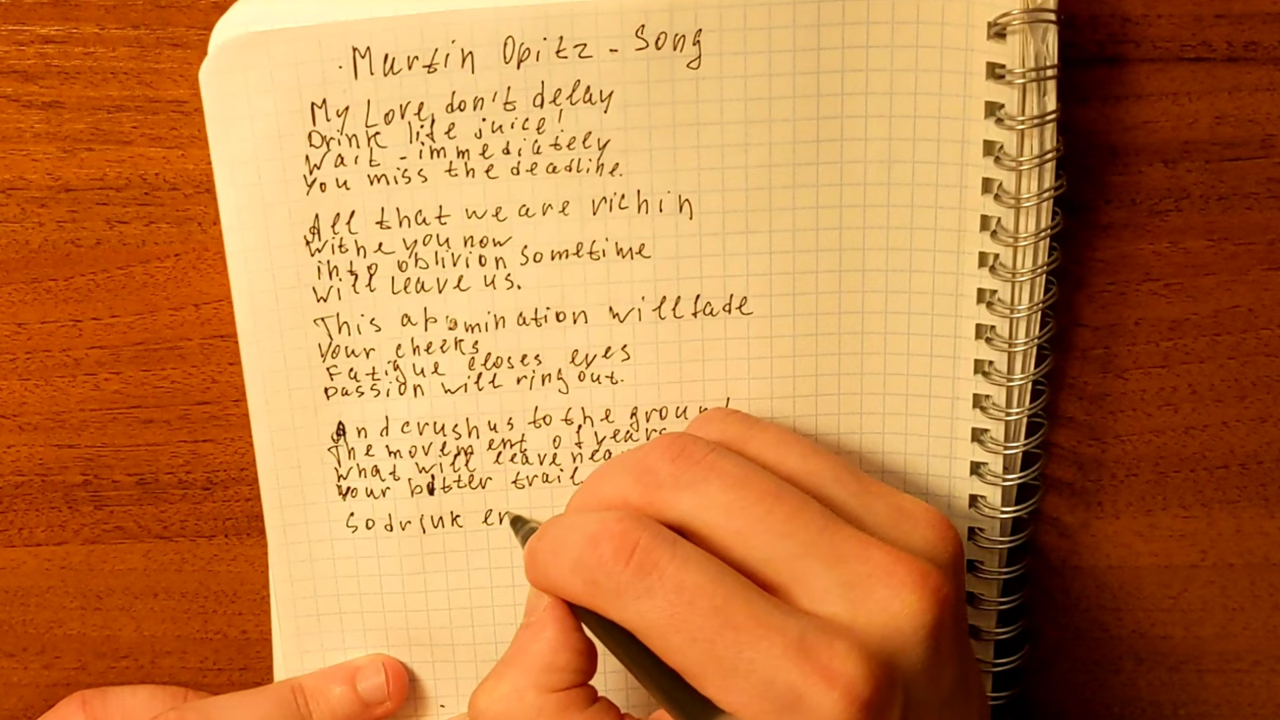 Martin Opitz - Song
My Love, don't delay
Drink life juice!
Wait - immediately
You miss the deadline.
All that we are richin
withe you now
into oblivion sometime
will leave us.
This abomination will fade
your cheeks
Fatigue closes eyes
passion will ring out.
And crush us to the ground
The movement of years
what will leave
your bitter trail
So drink